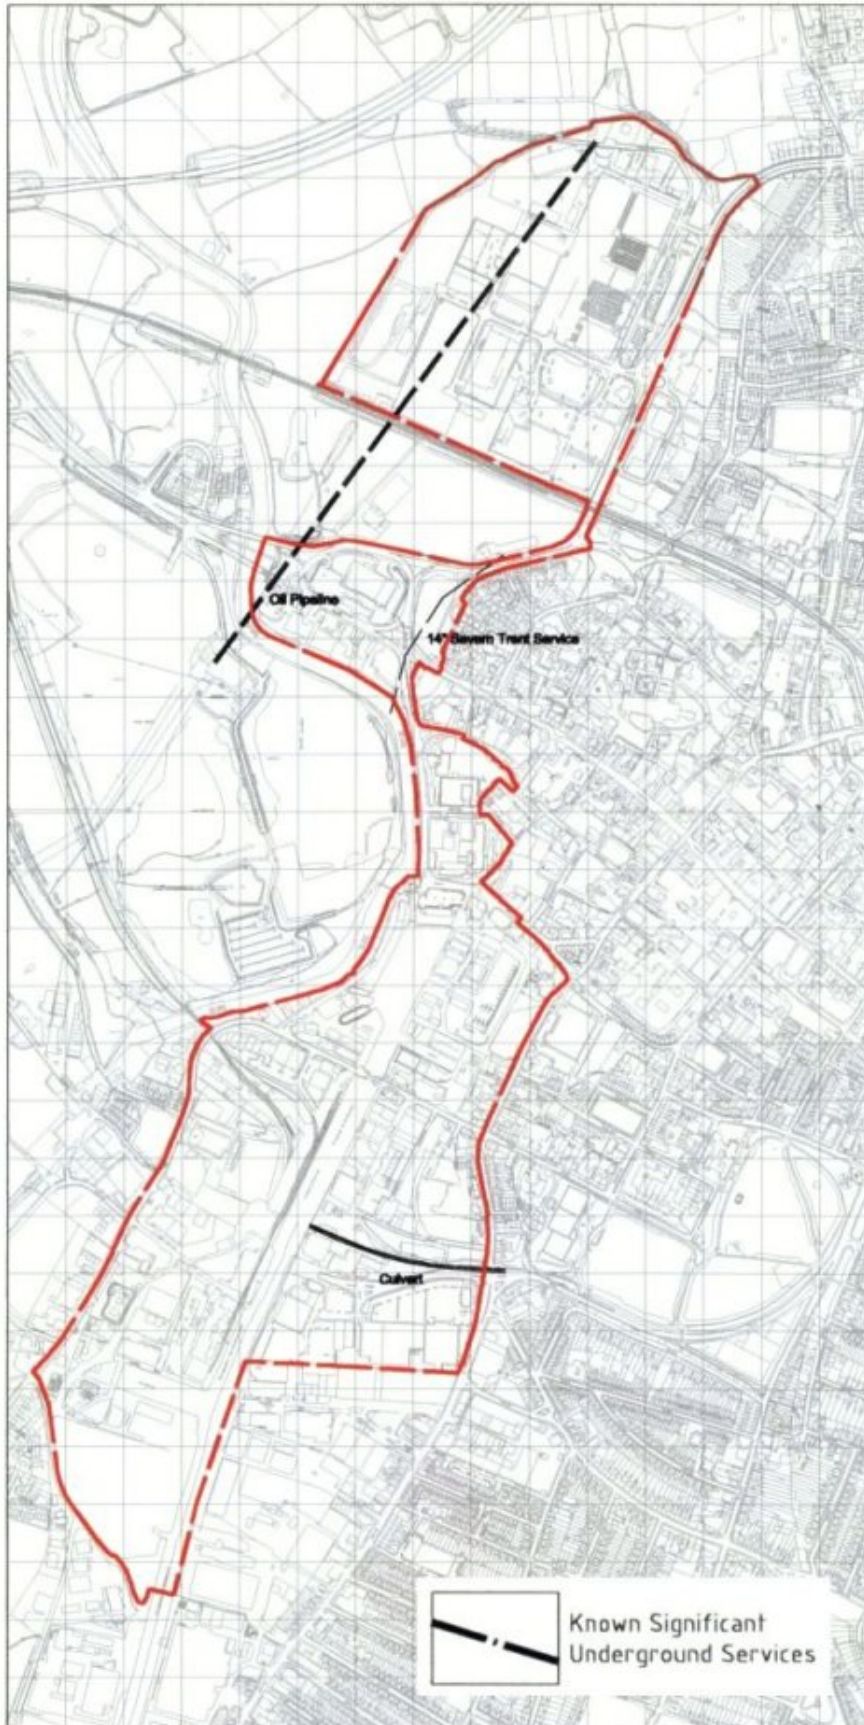 Oil Pipeline
14" Severn Trent Service
Culvert
Known Significant
Underground Services